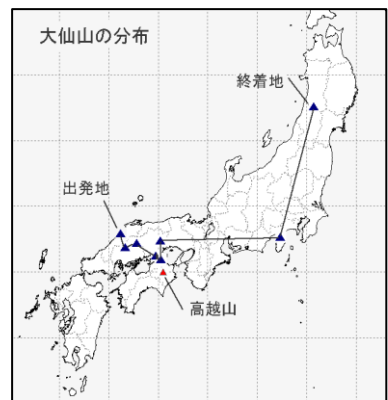 大仙山の分布
終着地
出発地
高越山